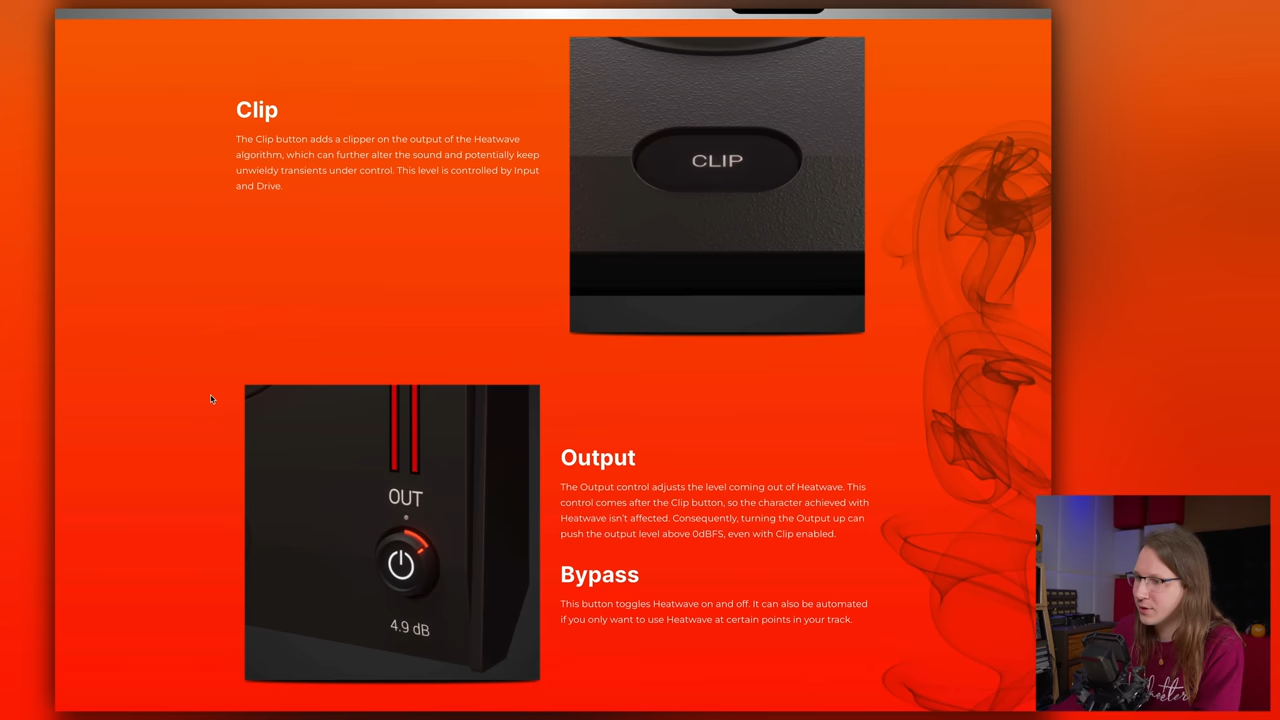 Clip
The Clip button adds a clipper on the output of the Heatwave
algorithm, which can further alter the sound and potentially keep
unwieldy transients under control. This level is controlled by Input
and Drive.
CLIP
OUT
4.9 dB
Output
The Output control adjusts the level coming out of Heatwave. This
control comes after the Clip button, so the character achieved with
Heatwave isn't affected. Consequently, turning the Output up can
push the output level above 0dBFS, even with Clip enabled.
Bypass
This button toggles Heatwave on and off. It can also be automated
if you only want to use Heatwave at certain points in your track.